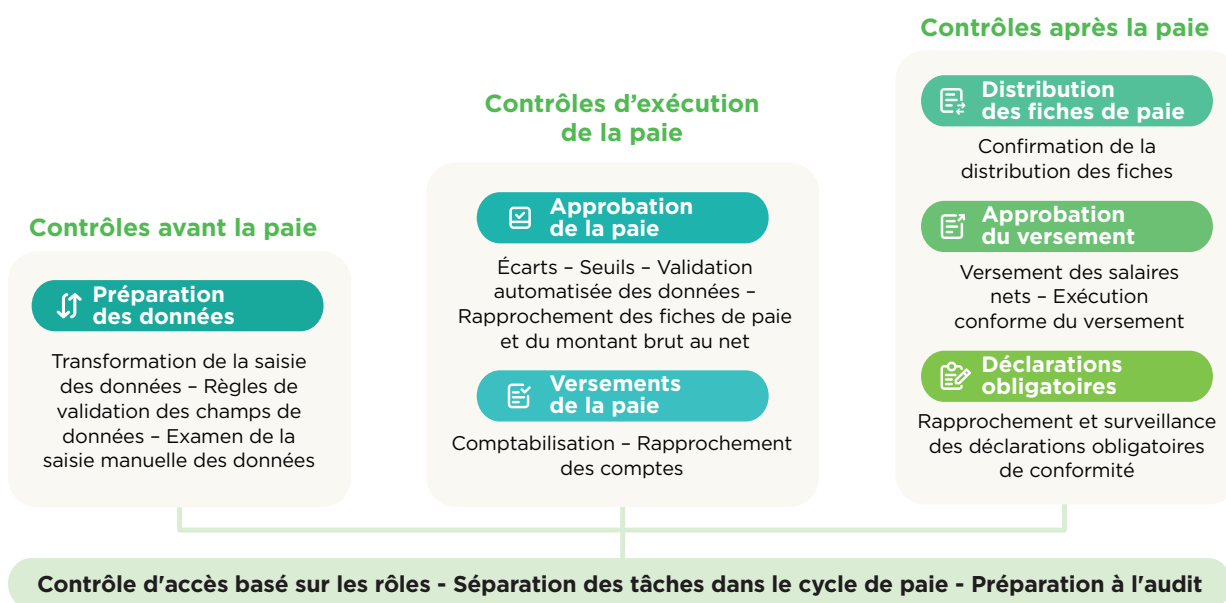 Contrôles avant la paie
Préparation
des données
Transformation de la saisie
des données – Règles de
validation des champs de
données – Examen de la
saisie manuelle des données
Contrôles d’exécution
de la paie
Approbation
de la paie
Écarts – Seuils – Validation
automatisée des données –
Rapprochement des fiches de paie
et du montant brut au net
Versements
de la paie
Comptabilisation – Rapprochement
des comptes
Contrôles après la paie
Distribution
des fiches de paie
Confirmation de la
distribution des fiches
Approbation
du versement
Versement des salaires
nets – Exécution
conforme du versement
Déclarations
obligatoires
Rapprochement et surveillance
des déclarations obligatoires
de conformité
Contrôle d'accès basé sur les rôles - Séparation des tâches dans le cycle de paie - Préparation à l'audit